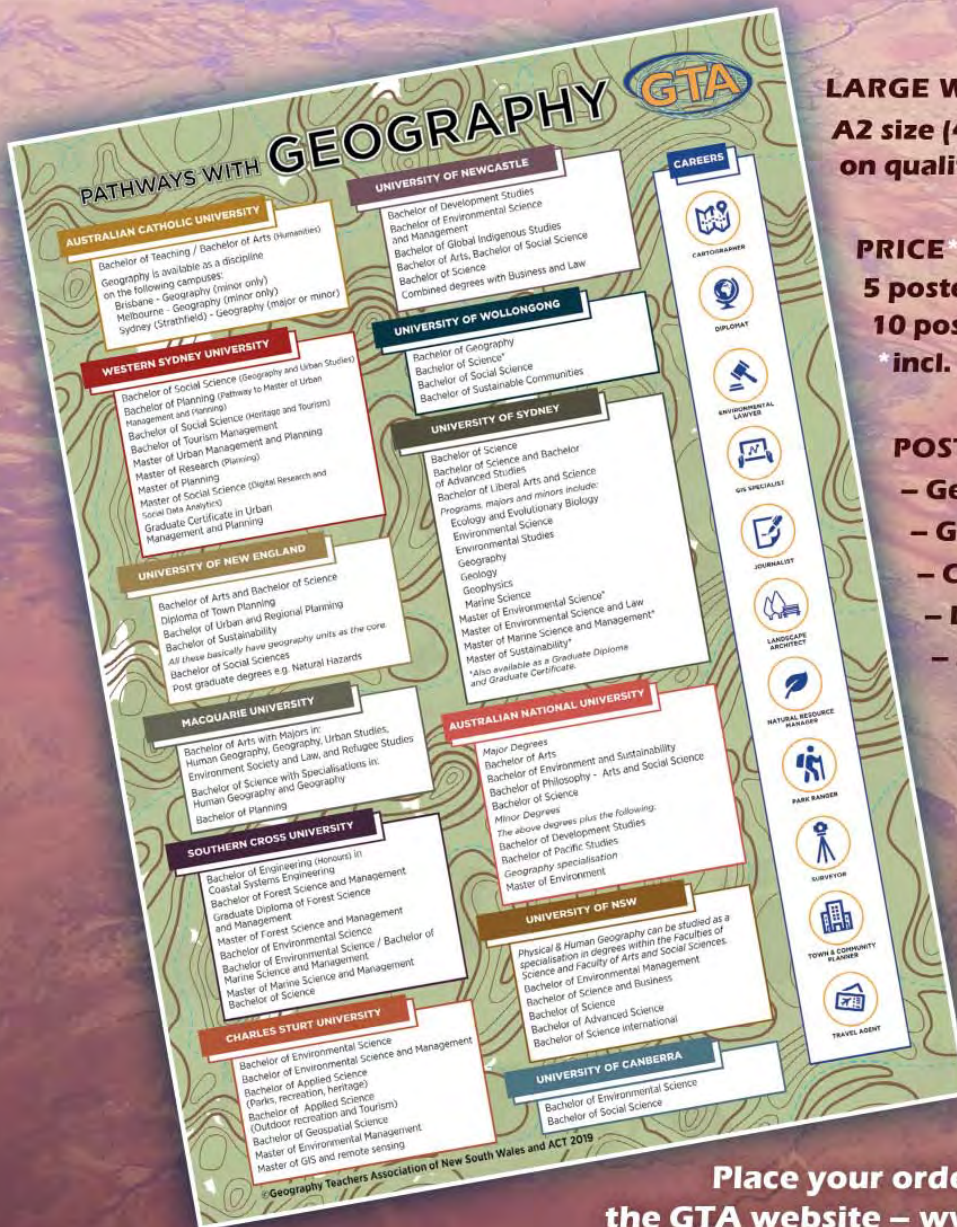 PATHWAYS WITH GEOGRAPHY
GTA
AUSTRALIAN CATHOLIC UNIVERSITY
Bachelor of Teaching / Bachelor of Arts (Humanities)
Geography is available as a discipline
on the following campuses:
Brisbane - Geography (minor only)
Melbourne - Geography (minor only)
Sydney (Strathfield) - Geography (major or minor)
WESTERN SYDNEY UNIVERSITY
Bachelor of Social Science (Geography and Urban Studies)
Bachelor of Planning (Pathway to Master of Urban
Management and Planning)
Bachelor of Social Science (Heritage and Tourism)
Bachelor of Tourism Management
Master of Urban Management and Planning
Master of Research (Planning)
Master of Planning
Master of Social Science (Digital Research and
Social Data Analytics)
Graduate Certificate in Urban
Management and Planning
UNIVERSITY OF NEW ENGLAND
Bachelor of Arts and Bachelor of Science
Diploma of Town Planning
Bachelor of Urban and Regional Planning
Bachelor of Sustainability
All these basically have geography units as the core.
Bachelor of Social Sciences
Post graduate degrees e.g. Natural Hazards
MACQUARIE UNIVERSITY
Bachelor of Arts with Majors in:
Human Geography, Geography, Urban Studies,
Environment Society and Law, and Refugee Studies
Bachelor of Science with Specialisations in:
Human Geography and Geography
Bachelor of Planning
SOUTHERN CROSS UNIVERSITY
Bachelor of Engineering (Honours) in
Coastal Systems Engineering
Bachelor of Forest Science and Management
Graduate Diploma of Forest Science
and Management
Master of Forest Science and Management
Bachelor of Environmental Science
Bachelor of Environmental Science / Bachelor of
Marine Science and Management
Master of Marine Science and Management
Bachelor of Science
CHARLES STURT UNIVERSITY
Bachelor of Environmental Science
Bachelor of Environmental Science and Management
Bachelor of Applied Science
(Parks, recreation, heritage)
Bachelor of Applied Science
(Outdoor recreation and Tourism)
Bachelor of Geospatial Science
Master of Environmental Management
Master of GIS and remote sensing
UNIVERSITY OF NEWCASTLE
Bachelor of Development Studies
Bachelor of Environmental Science
and Management
Bachelor of Global Indigenous Studies
Bachelor of Arts, Bachelor of Social Science
Bachelor of Science
Combined degrees with Business and Law
UNIVERSITY OF WOLLONGONG
Bachelor of Geography
Bachelor of Science*
Bachelor of Social Science
Bachelor of Sustainable Communities
UNIVERSITY OF SYDNEY
Bachelor of Science
Bachelor of Science and Bachelor
of Advanced Studies
Bachelor of Liberal Arts and Science
Programs, majors and minors include:
Ecology and Evolutionary Biology
Environmental Science
Environmental Studies
Geography
Geology
Geophysics
Marine Science
Master of Environmental Science*
Master of Environmental Science and Law
Master of Marine Science and Management*
Master of Sustainability*
*Also available as a Graduate Diploma
and Graduate Certificate.
AUSTRALIAN NATIONAL UNIVERSITY
Major Degrees
Bachelor of Arts
Bachelor of Environment and Sustainability
Bachelor of Philosophy - Arts and Social Science
Bachelor of Science
Minor Degrees
The above degrees plus the following:
Bachelor of Development Studies
Bachelor of Pacific Studies
Geography specialisation
Master of Environment
UNIVERSITY OF NSW
Physical & Human Geography can be studied as a
specialisation in degrees within the Faculties of
Science and Faculty of Arts and Social Sciences.
Bachelor of Environmental Management
Bachelor of Science and Business
Bachelor of Science
Bachelor of Advanced Science
Bachelor of Science international
UNIVERSITY OF CANBERRA
Bachelor of Environmental Science
Bachelor of Social Science
CAREERS
CARTOGRAPHER
DIPLOMAT
ENVIRONMENTAL
LAWYER
GIS SPECIALIST
JOURNALIST
LANDSCAPE
ARCHITECT
NATURAL RESOURCE
MANAGER
PARK RANGER
SURVEYOR
TOWN & COMMUNITY
PLANNER
TRAVEL AGENT
©Geography Teachers Association of New South Wales and ACT 2019
LARGE W
A2 size (4
on qualit
PRICE*
5 poste
10 pos
*incl.
POST
– Ge
– G
Place your orde
the GTA website – ww